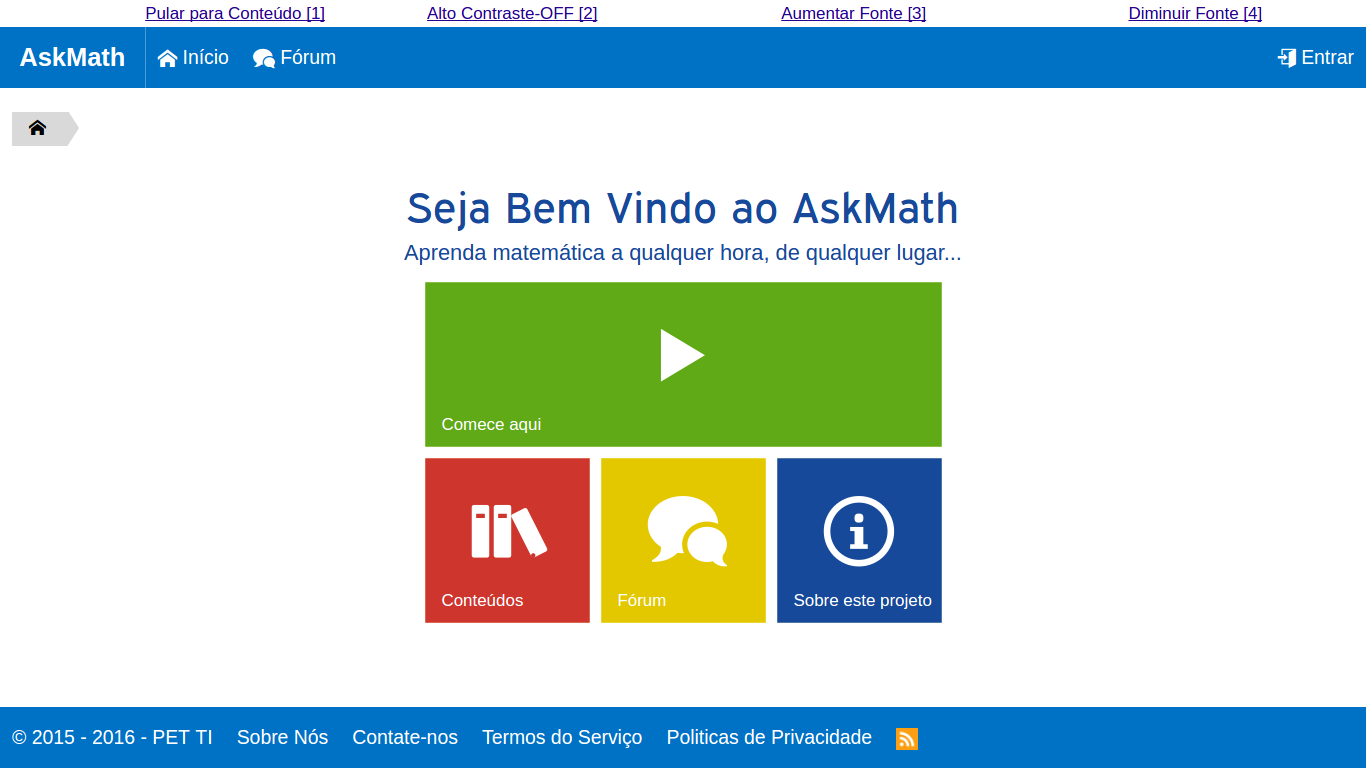 Pular para Conteúdo [1] Alto Contraste-OFF [2] Aumentar Fonte [3] Diminuir Fonte [4]
AskMath Início Fórum Entrar
Seja Bem Vindo ao AskMath
Aprenda matemática a qualquer hora, de qualquer lugar...
Comece aqui
Conteúdos Fórum Sobre este projeto
© 2015 - 2016 - PET TI Sobre Nós Contate-nos Termos do Serviço Politicas de Privacidade